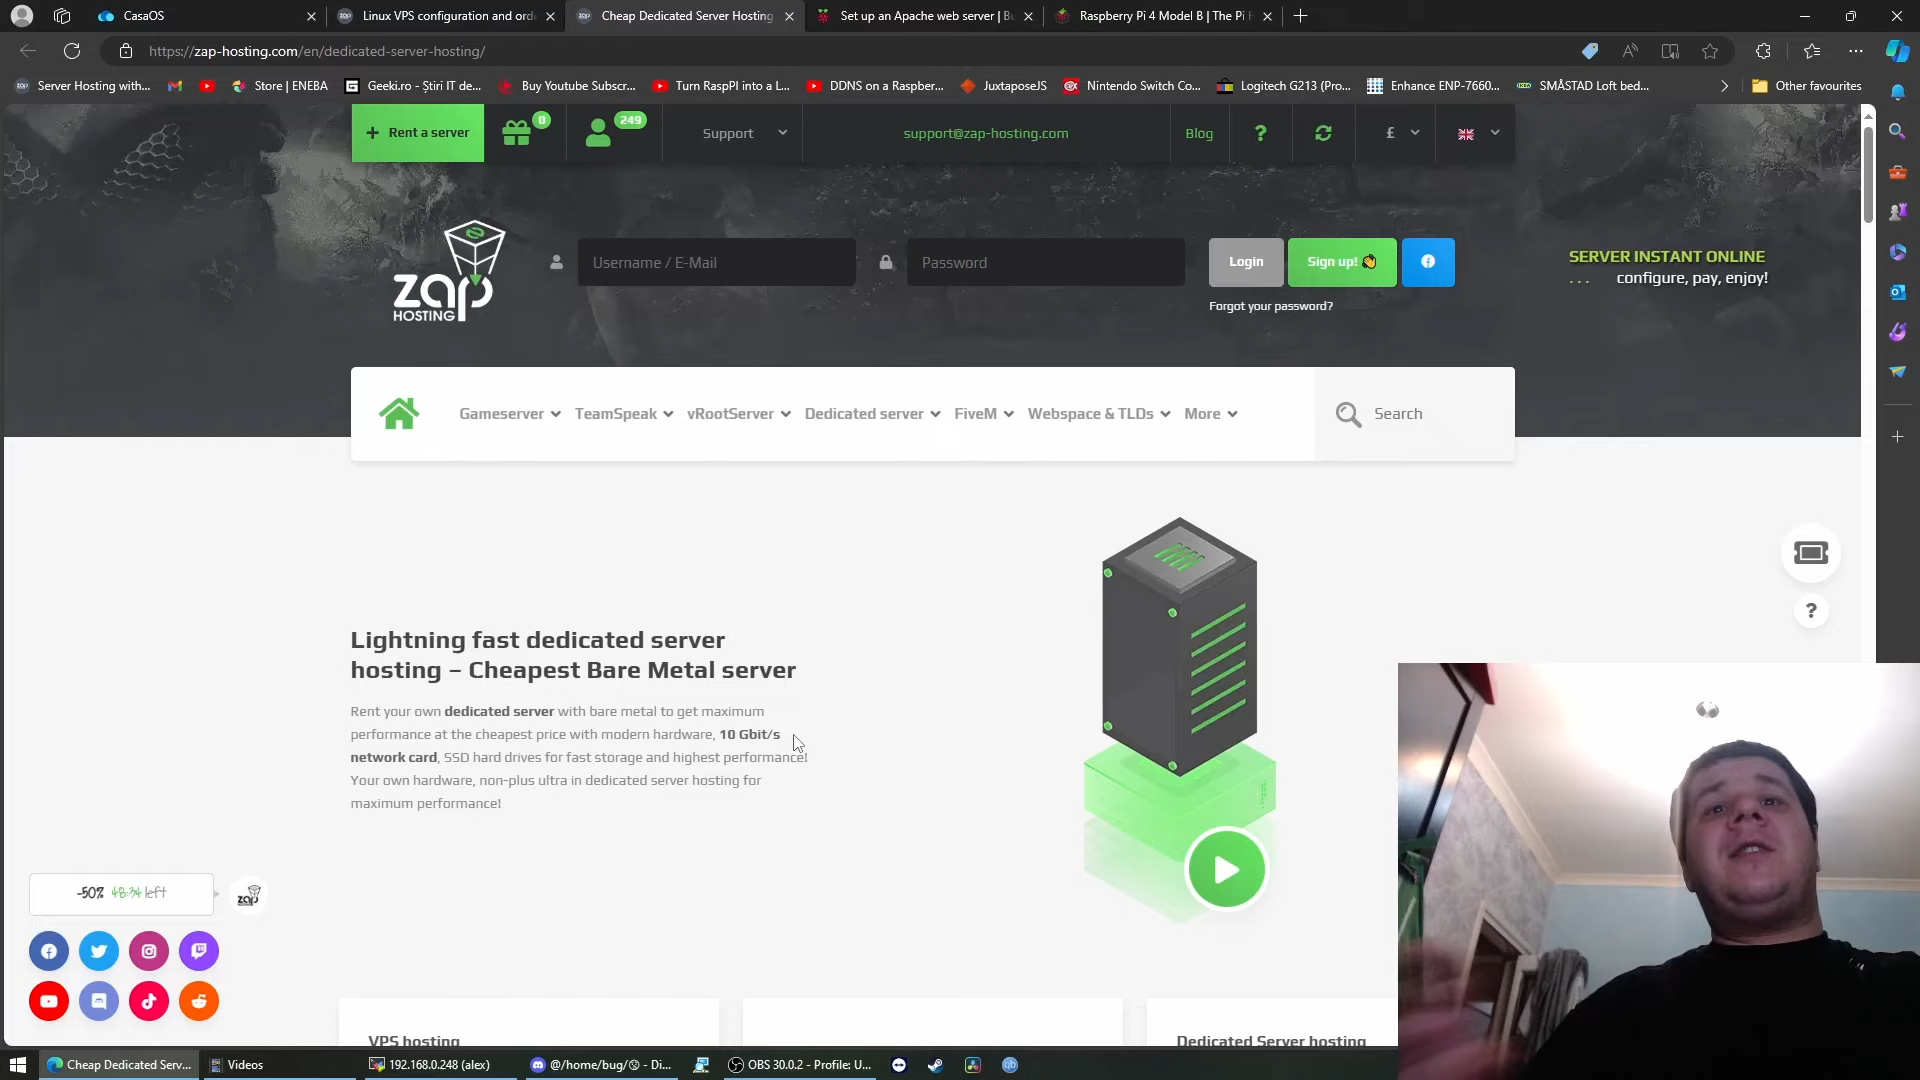 CasaOS
Linux VPS configuration and orde
Cheap Dedicated Server Hosting
Set up an Apache web server | Bu
Raspberry Pi 4 Model B | The Pi H
https://zap-hosting.com/en/dedicated-server-hosting/
Server Hosting with...
Store | ENEBA
Geeki.ro - Știri IT de...
Buy Youtube Subscr...
Turn RaspPI into a L...
DDNS on a Raspber...
JuxtaposeJS
Nintendo Switch Co...
Logitech G213 (Pro...
Enhance ENP-7660...
SMÅSTAD Loft bed...
Other favourites
+ Rent a server
0
249
Support
support@zap-hosting.com
Blog
?
£
zap
HOSTING
Username / E-Mail
Password
Login
Sign up!
Forgot your password?
SERVER INSTANT ONLINE
... configure, pay, enjoy!
Gameserver
TeamSpeak
vRootServer
Dedicated server
FiveM
Webspace & TLDs
More
Search
Lightning fast dedicated server
hosting – Cheapest Bare Metal server
Rent your own dedicated server with bare metal to get maximum
performance at the cheapest price with modern hardware, 10 Gbit/s
network card, SSD hard drives for fast storage and highest performance!
Your own hardware, non-plus ultra in dedicated server hosting for
maximum performance!
?
-50% 48:34 left
zap
VPS hosting
Dedicated Server hosting
Cheap Dedicated Serv...
Videos
192.168.0.248 (alex)
@/home/bug/ - Di...
OBS 30.0.2 - Profile: U...